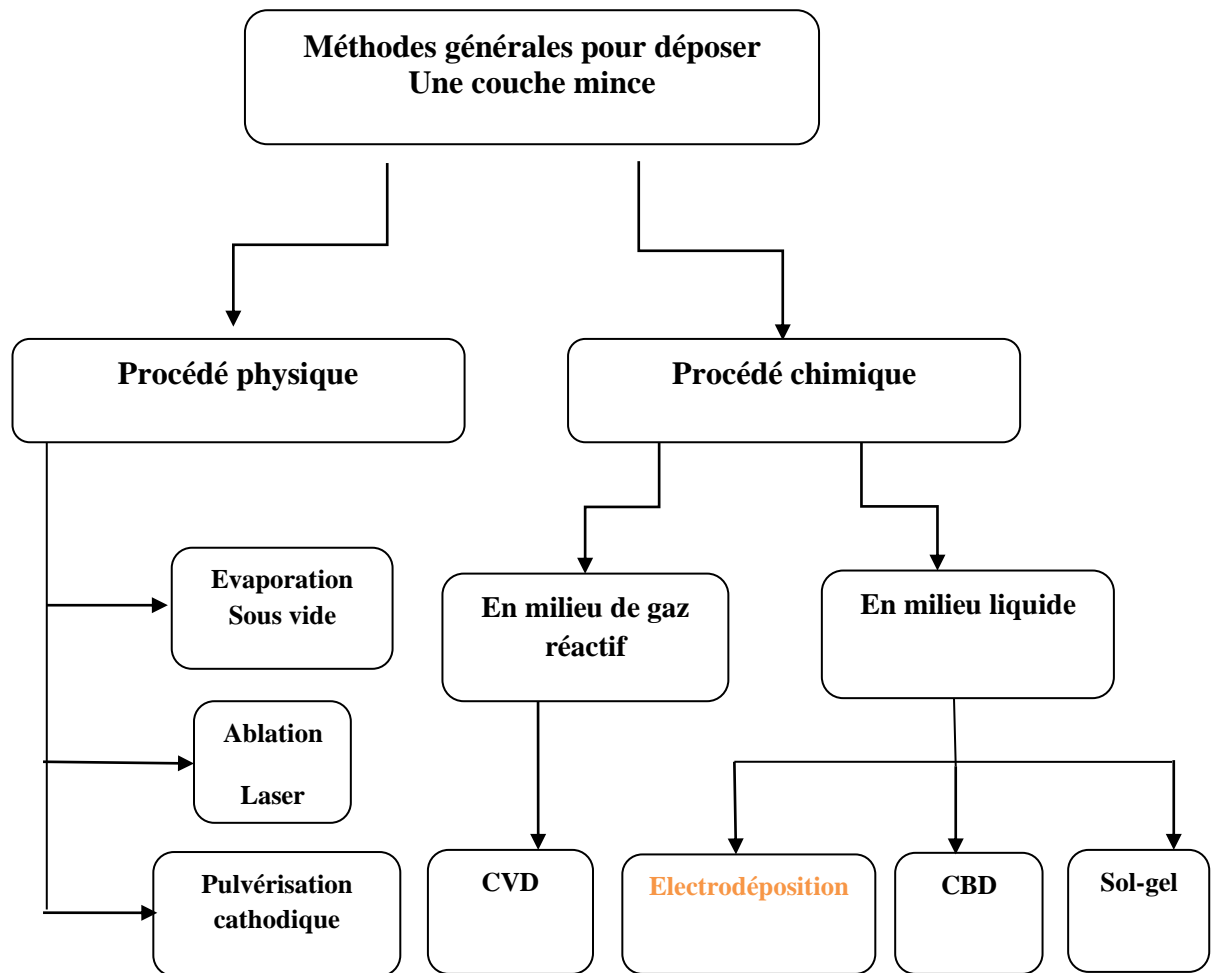 Méthodes générales pour déposer
Une couche mince
Procédé physique
Procédé chimique
Evaporation
Sous vide
En milieu de gaz
réactif
En milieu liquide
Ablation
Laser
Pulvérisation
cathodique
CVD
Electrodéposition
CBD
Sol-gel